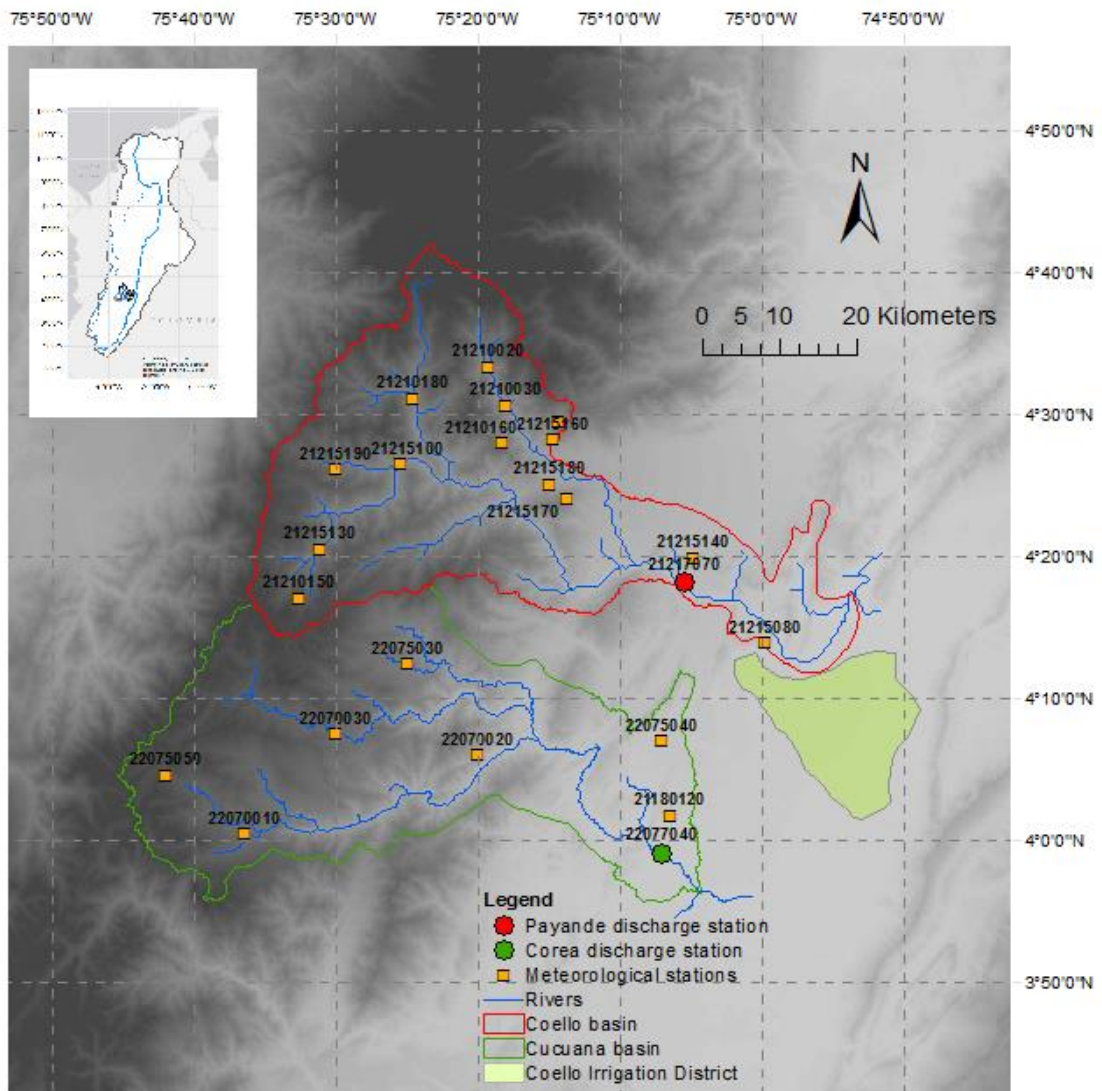 75°50'0"W 75°40'0"W 75°30'0"W 75°20'0"W 75°10'0"W 75°0'0"W 74°50'0"W
4°50'0"N
N
4°40'0"N
0 5 10 20 Kilometers
21210020
21210180
21210030
4°30'0"N
21210160 21215160
21215190 21215100
21215180
21215170
21215130
21215140
4°20'0"N
21217070
21210150
21215080
22075030
4°10'0"N
22070030
22070020 22075040
22075050
21180120
22070010
22077040
4°0'0"N
Legend
Payande discharge station
Corea discharge station
Meteorological stations
3°50'0"N
Rivers
Coello basin
Cucuana basin
Coello Irrigation District